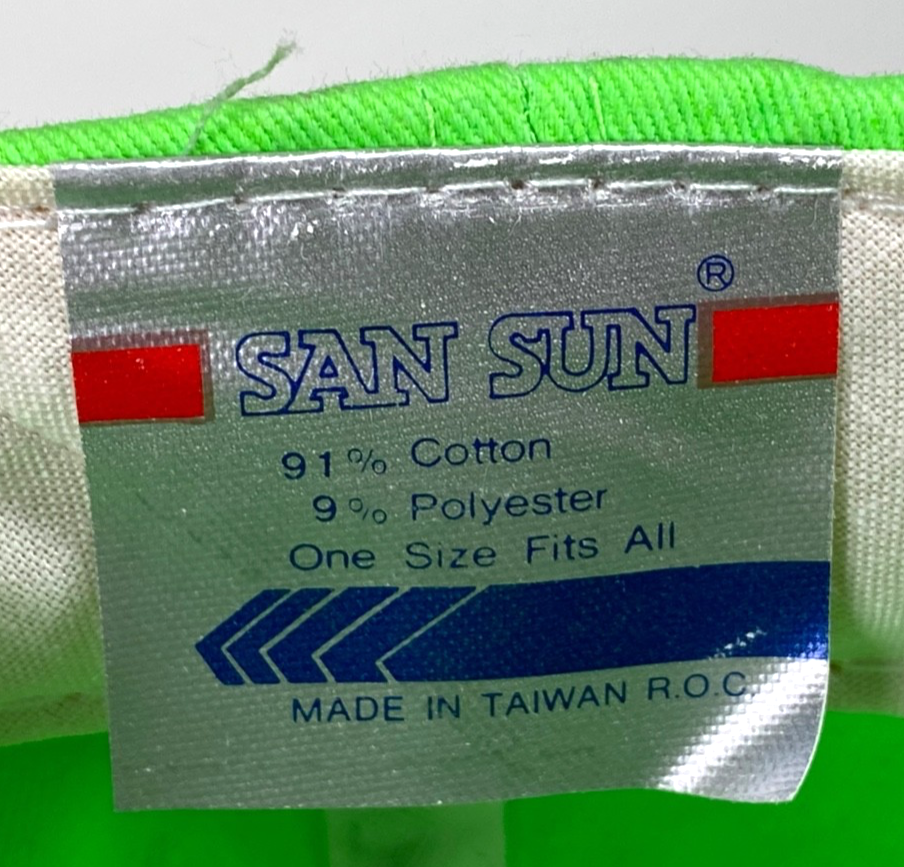 SAN SUN ®
91% Cotton
9% Polyester
One Size Fits All
MADE IN TAIWAN R.O.C